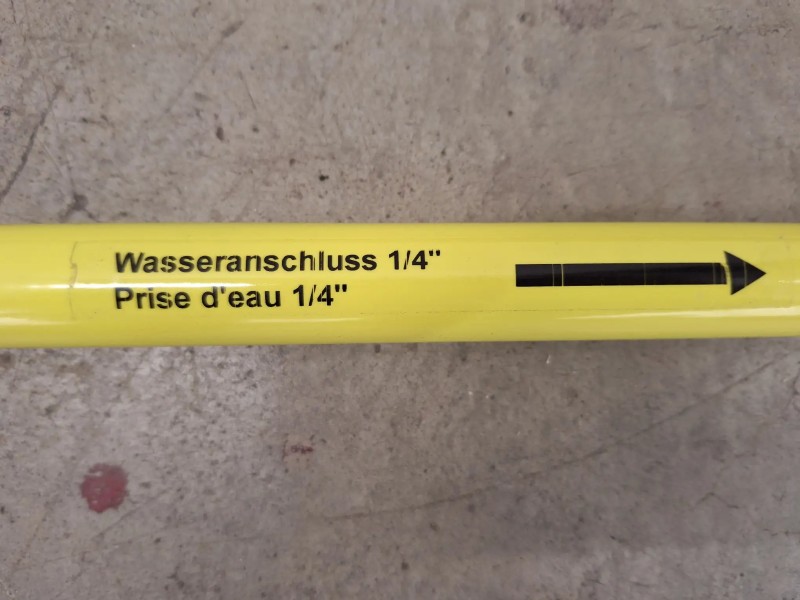 Wasseranschluss 1/4"
Prise d'eau 1/4"